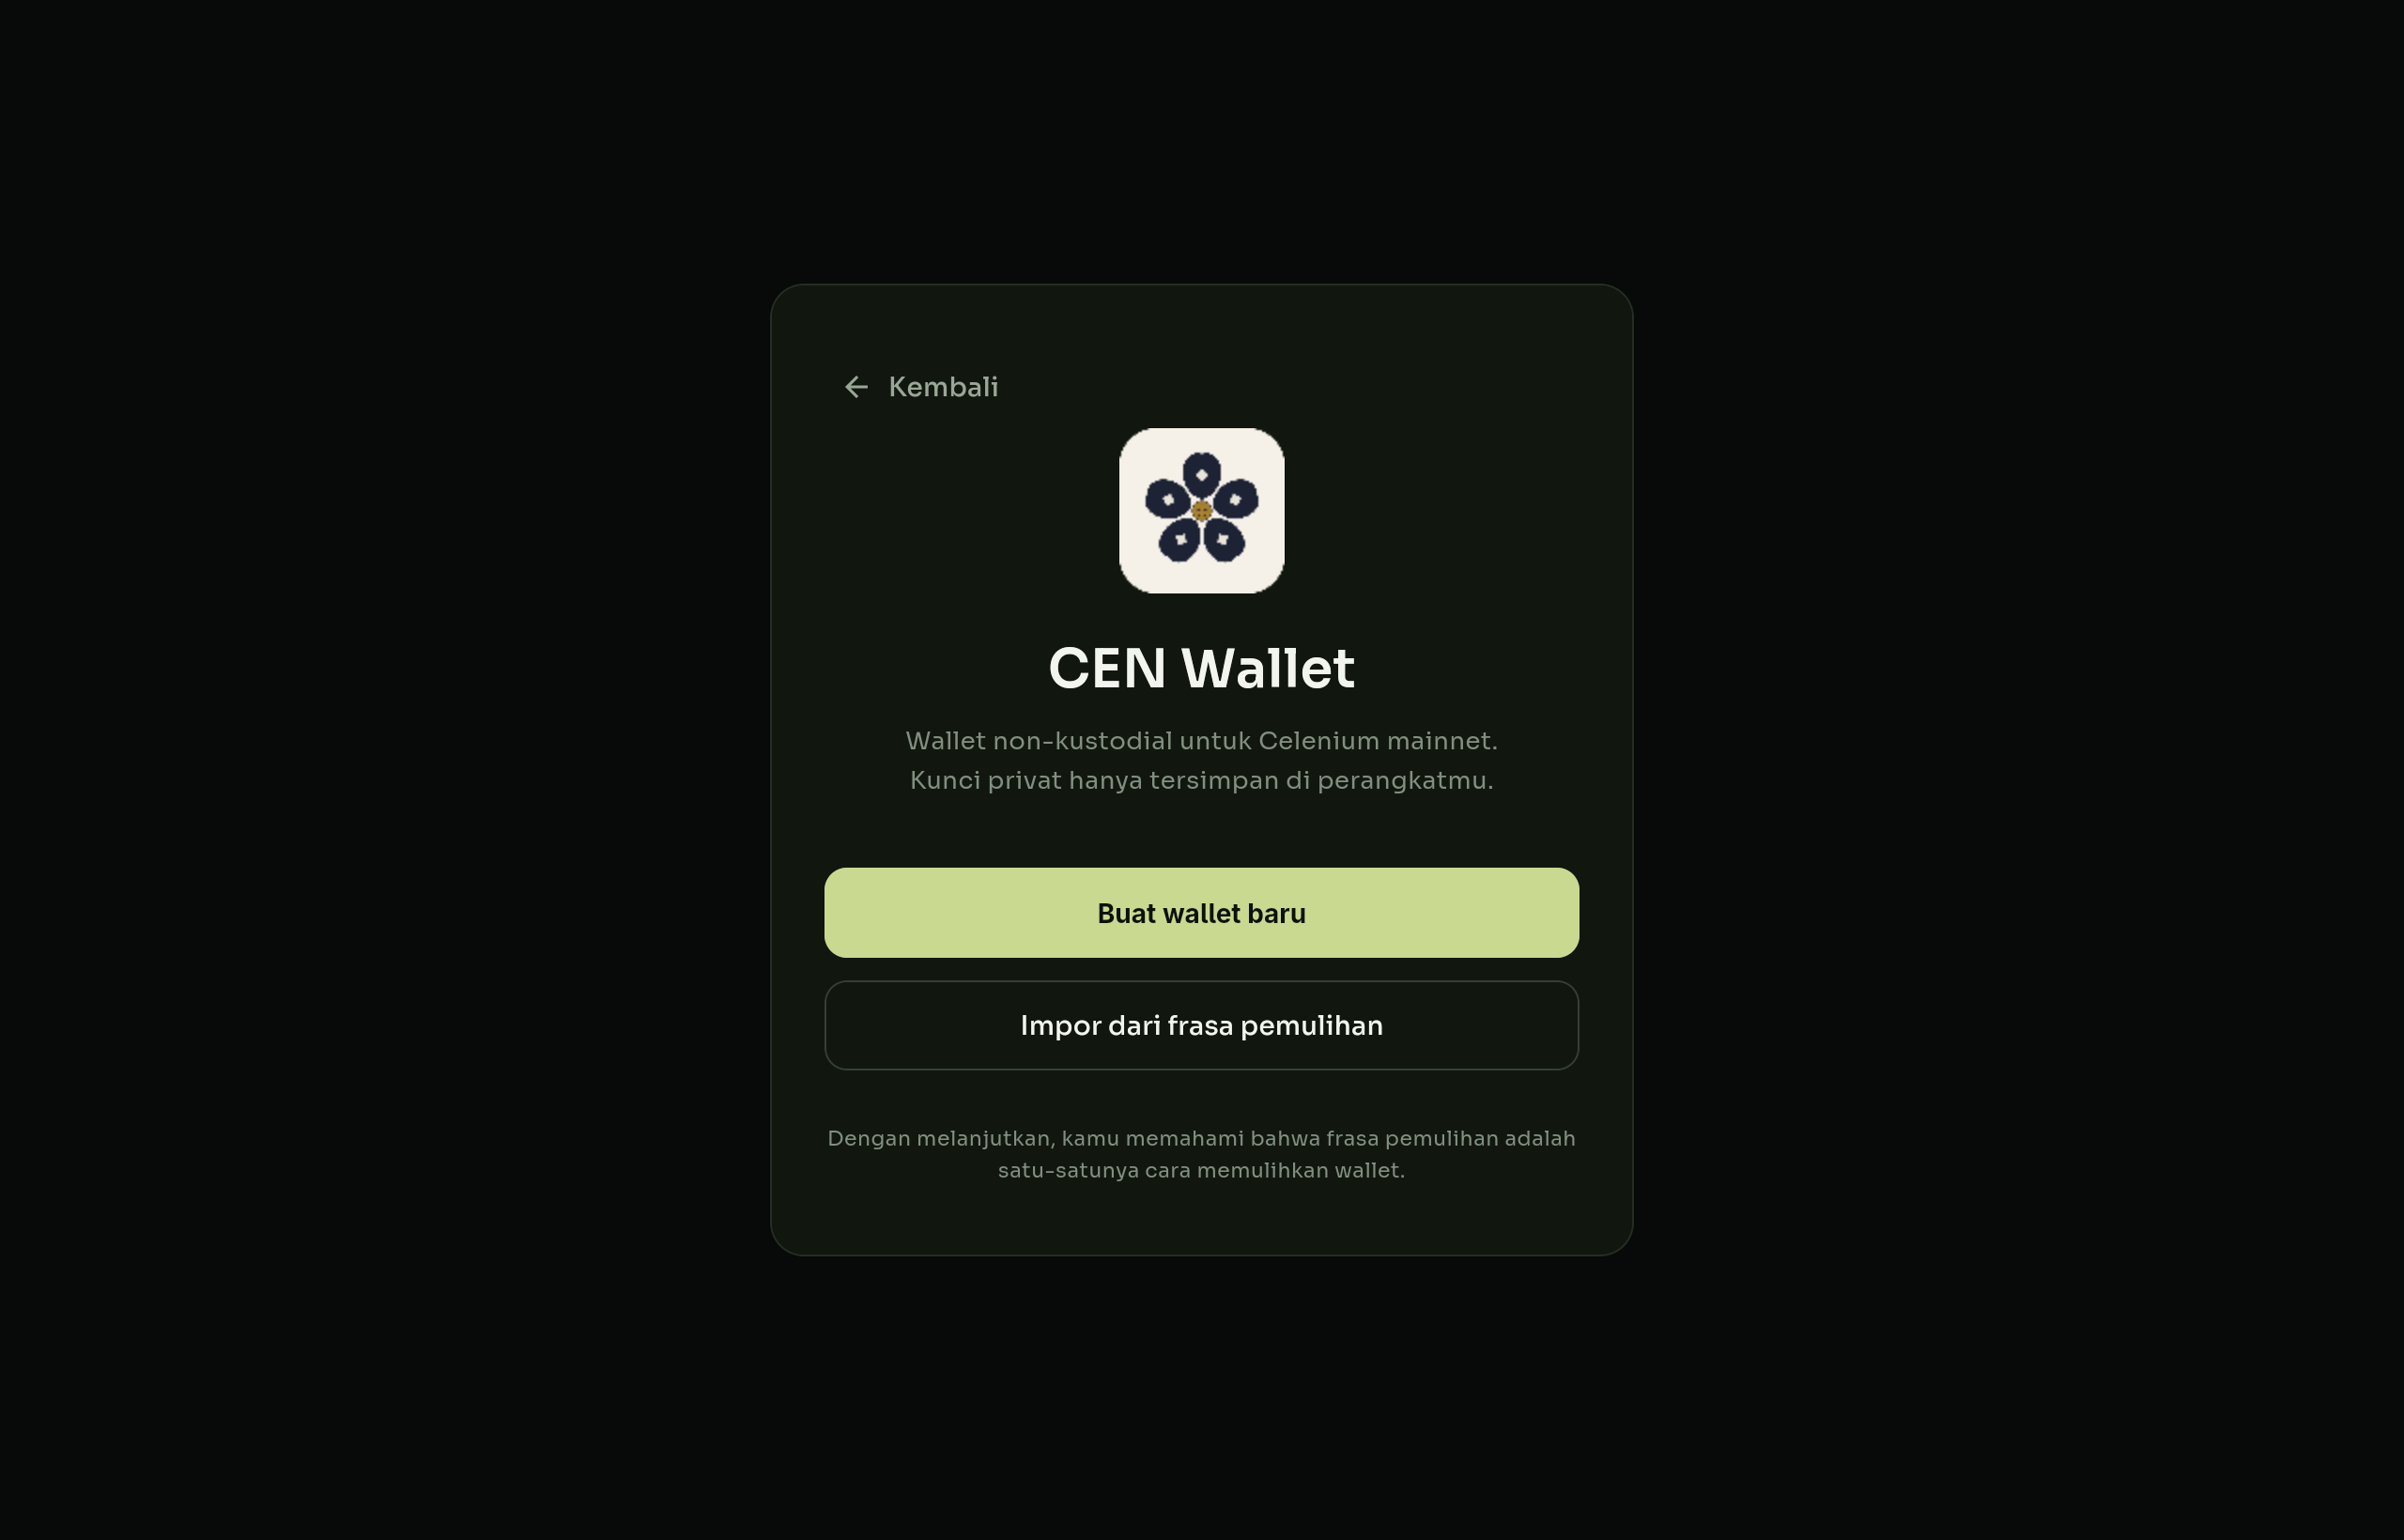 Kembali
CEN Wallet
Wallet non-kustodial untuk Celenium mainnet.
Kunci privat hanya tersimpan di perangkatmu.
Buat wallet baru
Impor dari frasa pemulihan
Dengan melanjutkan, kamu memahami bahwa frasa pemulihan adalah
satu-satunya cara memulihkan wallet.